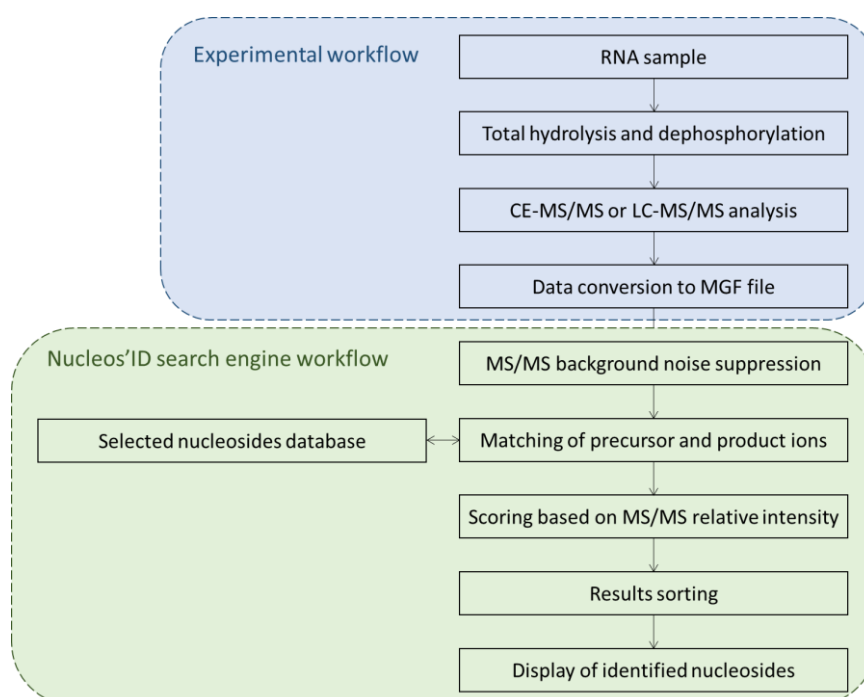 Experimental workflow
RNA sample
Total hydrolysis and dephosphorylation
CE-MS/MS or LC-MS/MS analysis
Data conversion to MGF file
Nucleos'ID search engine workflow
MS/MS background noise suppression
Selected nucleosides database
Matching of precursor and product ions
Scoring based on MS/MS relative intensity
Results sorting
Display of identified nucleosides